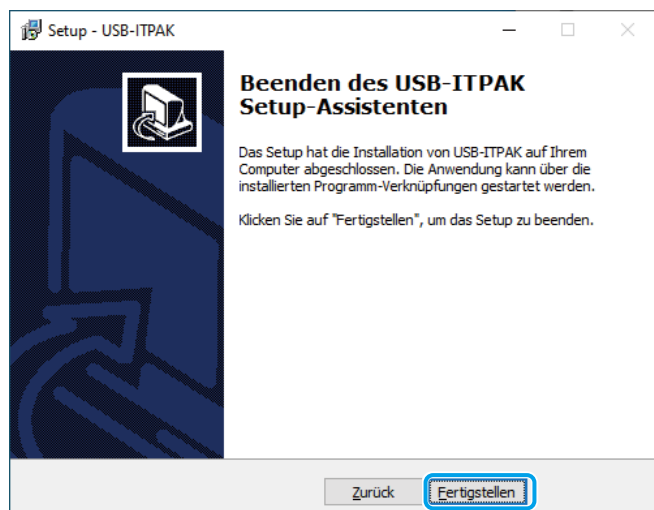 Setup - USB-ITPAK
Beenden des USB-ITPAK
Setup-Assistenten
Das Setup hat die Installation von USB-ITPAK auf Ihrem
Computer abgeschlossen. Die Anwendung kann über die
installierten Programm-Verknüpfungen gestartet werden.
Klicken Sie auf "Fertigstellen", um das Setup zu beenden.
Zurück
Fertigstellen